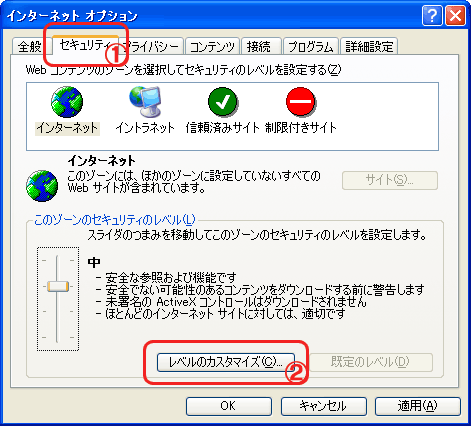 インターネット オプション
全般 セキュリティ ライバシー コンテンツ 接続 プログラム 詳細設定
①
Web コンテンツのゾーンを選択してセキュリティのレベルを設定する(Z)
インターネット イントラネット 信頼済みサイト 制限付きサイト
インターネット
このゾーンには、ほかのゾーンに設定していないすべての
Web サイトが含まれています。
サイト(S)...
このゾーンのセキュリティのレベル(L)
スライダのつまみを移動してこのゾーンのセキュリティのレベルを設定します。
中
- 安全な参照および機能です
- 安全でない可能性のあるコンテンツをダウンロードする前に警告します
- 未署名の ActiveX コントロールはダウンロードされません
- ほとんどのインターネット サイトに対しては、適切です
レベルのカスタマイズ(C)... ② 既定のレベル(D)
OK キャンセル 適用(A)